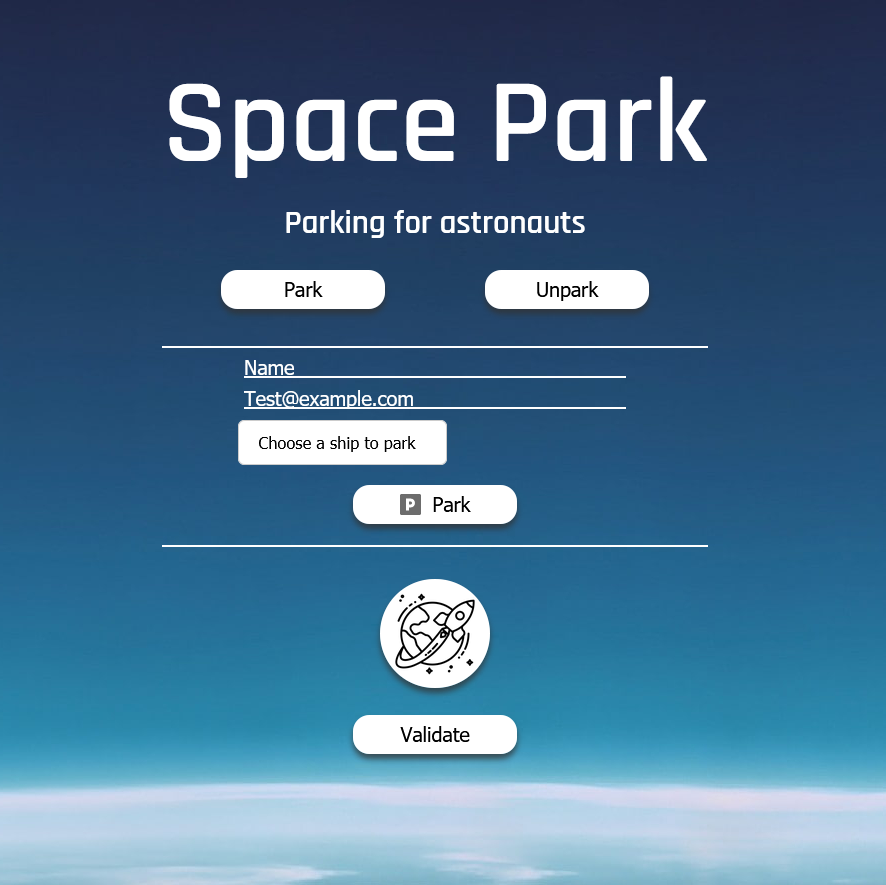 Space Park
Parking for astronauts
Park Unpark
Name
Test@example.com
Choose a ship to park
P Park
Validate